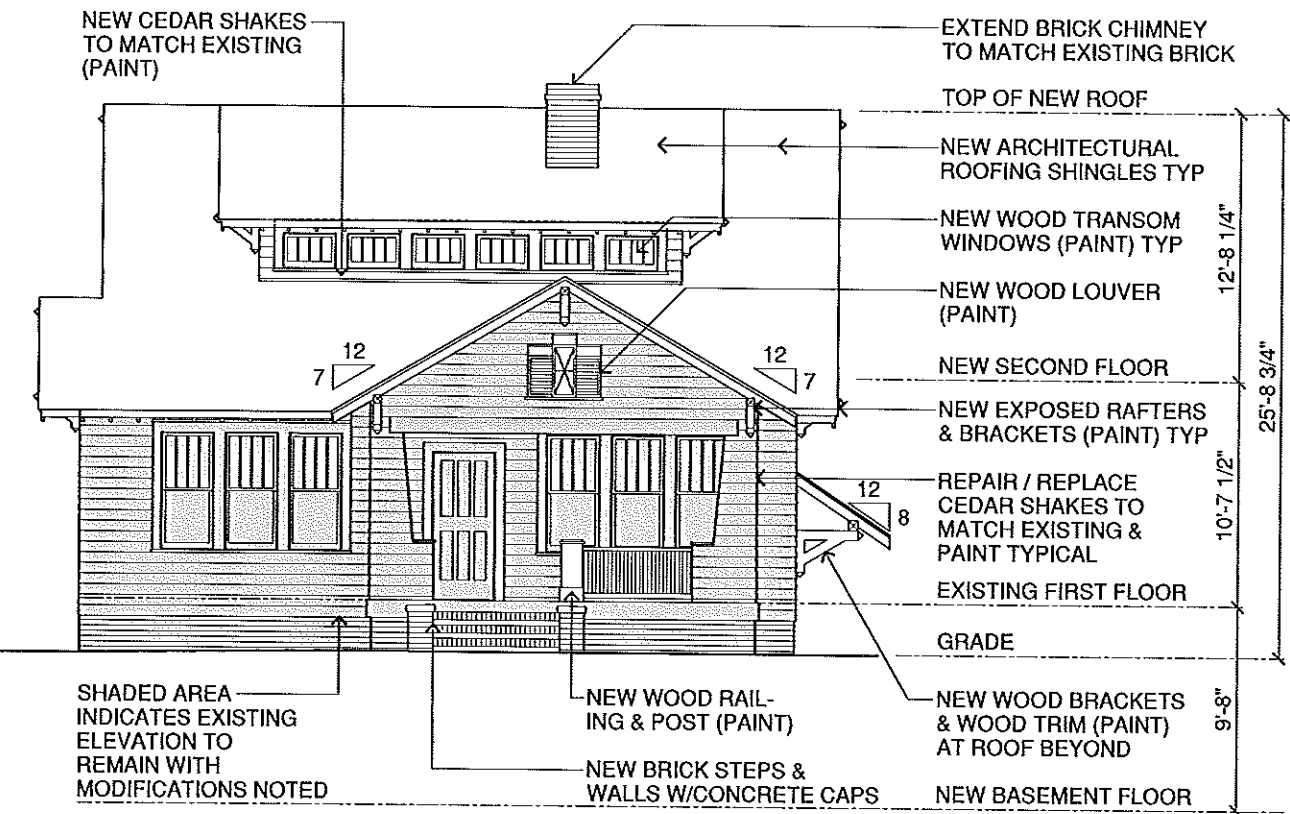 NEW CEDAR SHAKES
TO MATCH EXISTING
(PAINT)
EXTEND BRICK CHIMNEY
TO MATCH EXISTING BRICK
TOP OF NEW ROOF
NEW ARCHITECTURAL
ROOFING SHINGLES TYP
NEW WOOD TRANSOM
WINDOWS (PAINT) TYP
NEW WOOD LOUVER
(PAINT)
12
7
12
7
NEW SECOND FLOOR
NEW EXPOSED RAFTERS
& BRACKETS (PAINT) TYP
REPAIR / REPLACE
CEDAR SHAKES TO
MATCH EXISTING &
PAINT TYPICAL
12
8
EXISTING FIRST FLOOR
GRADE
12'-8 1/4"
25'-8 3/4"
10'-7 1/2"
9'-8"
SHADED AREA
INDICATES EXISTING
ELEVATION TO
REMAIN WITH
MODIFICATIONS NOTED
NEW WOOD RAIL-
ING & POST (PAINT)
NEW BRICK STEPS &
WALLS W/CONCRETE CAPS
NEW WOOD BRACKETS
& WOOD TRIM (PAINT)
AT ROOF BEYOND
NEW BASEMENT FLOOR